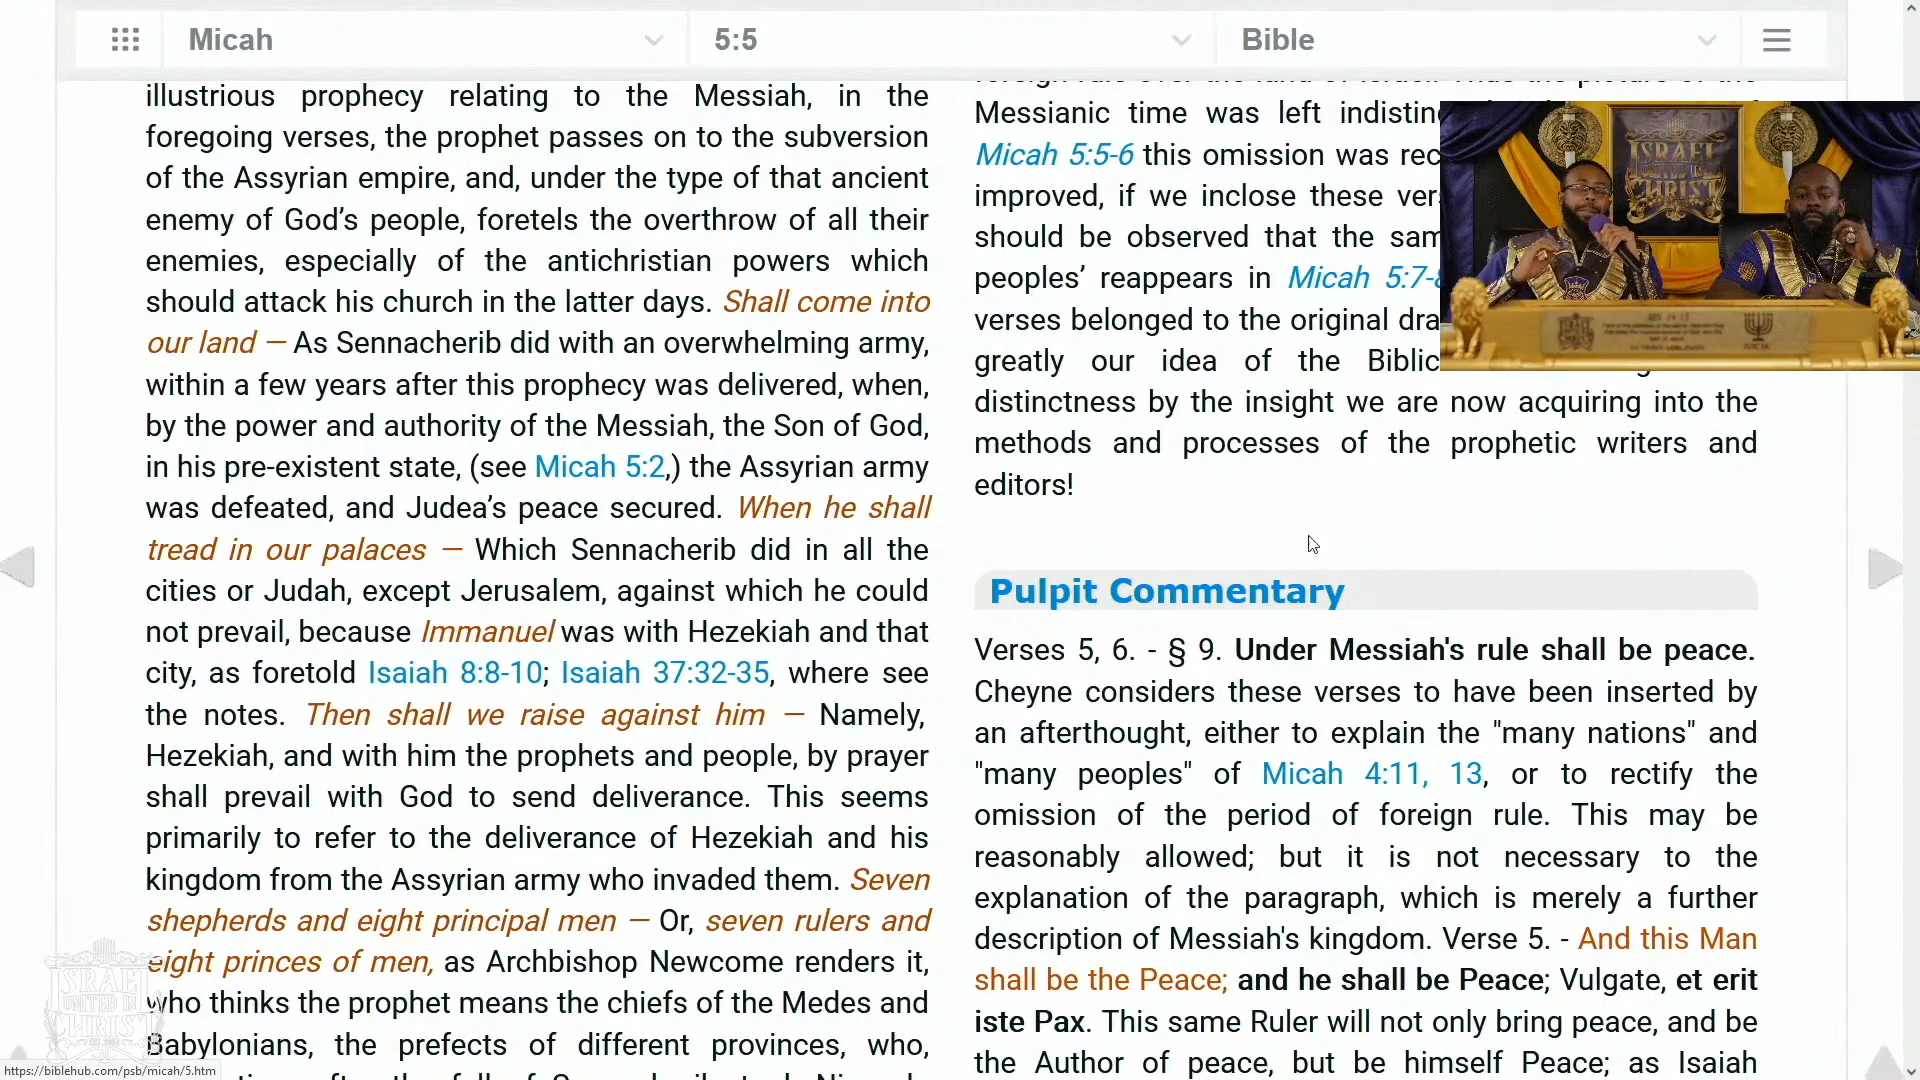 Micah
5:5
Bible
illustrious prophecy relating to the Messiah, in the
foregoing verses, the prophet passes on to the subversion
of the Assyrian empire, and, under the type of that ancient
enemy of God’s people, foretels the overthrow of all their
enemies, especially of the antichristian powers which
should attack his church in the latter days. Shall come into
our land — As Sennacherib did with an overwhelming army,
within a few years after this prophecy was delivered, when,
by the power and authority of the Messiah, the Son of God,
in his pre-existent state, (see Micah 5:2,) the Assyrian army
was defeated, and Judea’s peace secured. When he shall
tread in our palaces — Which Sennacherib did in all the
cities or Judah, except Jerusalem, against which he could
not prevail, because Immanuel was with Hezekiah and that
city, as foretold Isaiah 8:8-10; Isaiah 37:32-35, where see
the notes. Then shall we raise against him — Namely,
Hezekiah, and with him the prophets and people, by prayer
shall prevail with God to send deliverance. This seems
primarily to refer to the deliverance of Hezekiah and his
kingdom from the Assyrian army who invaded them. Seven
shepherds and eight principal men — Or, seven rulers and
eight princes of men, as Archbishop Newcome renders it,
who thinks the prophet means the chiefs of the Medes and
Babylonians, the prefects of different provinces, who,
Messianic time was left indistinc
Micah 5:5-6 this omission was rec
improved, if we inclose these vers
should be observed that the sam
peoples’ reappears in Micah 5:7-8
verses belonged to the original dra
greatly our idea of the Biblic
distinctness by the insight we are now acquiring into the
methods and processes of the prophetic writers and
editors!
Pulpit Commentary
Verses 5, 6. - § 9. Under Messiah's rule shall be peace.
Cheyne considers these verses to have been inserted by
an afterthought, either to explain the "many nations" and
"many peoples" of Micah 4:11, 13, or to rectify the
omission of the period of foreign rule. This may be
reasonably allowed; but it is not necessary to the
explanation of the paragraph, which is merely a further
description of Messiah's kingdom. Verse 5. - And this Man
shall be the Peace; and he shall be Peace; Vulgate, et erit
iste Pax. This same Ruler will not only bring peace, and be
the Author of peace, but be himself Peace; as Isaiah
ISRAEL
UNITED IN
CHRIST
ISRAEL
UNITED IN
CHRIST
https://biblehub.com/psb/micah/5.htm